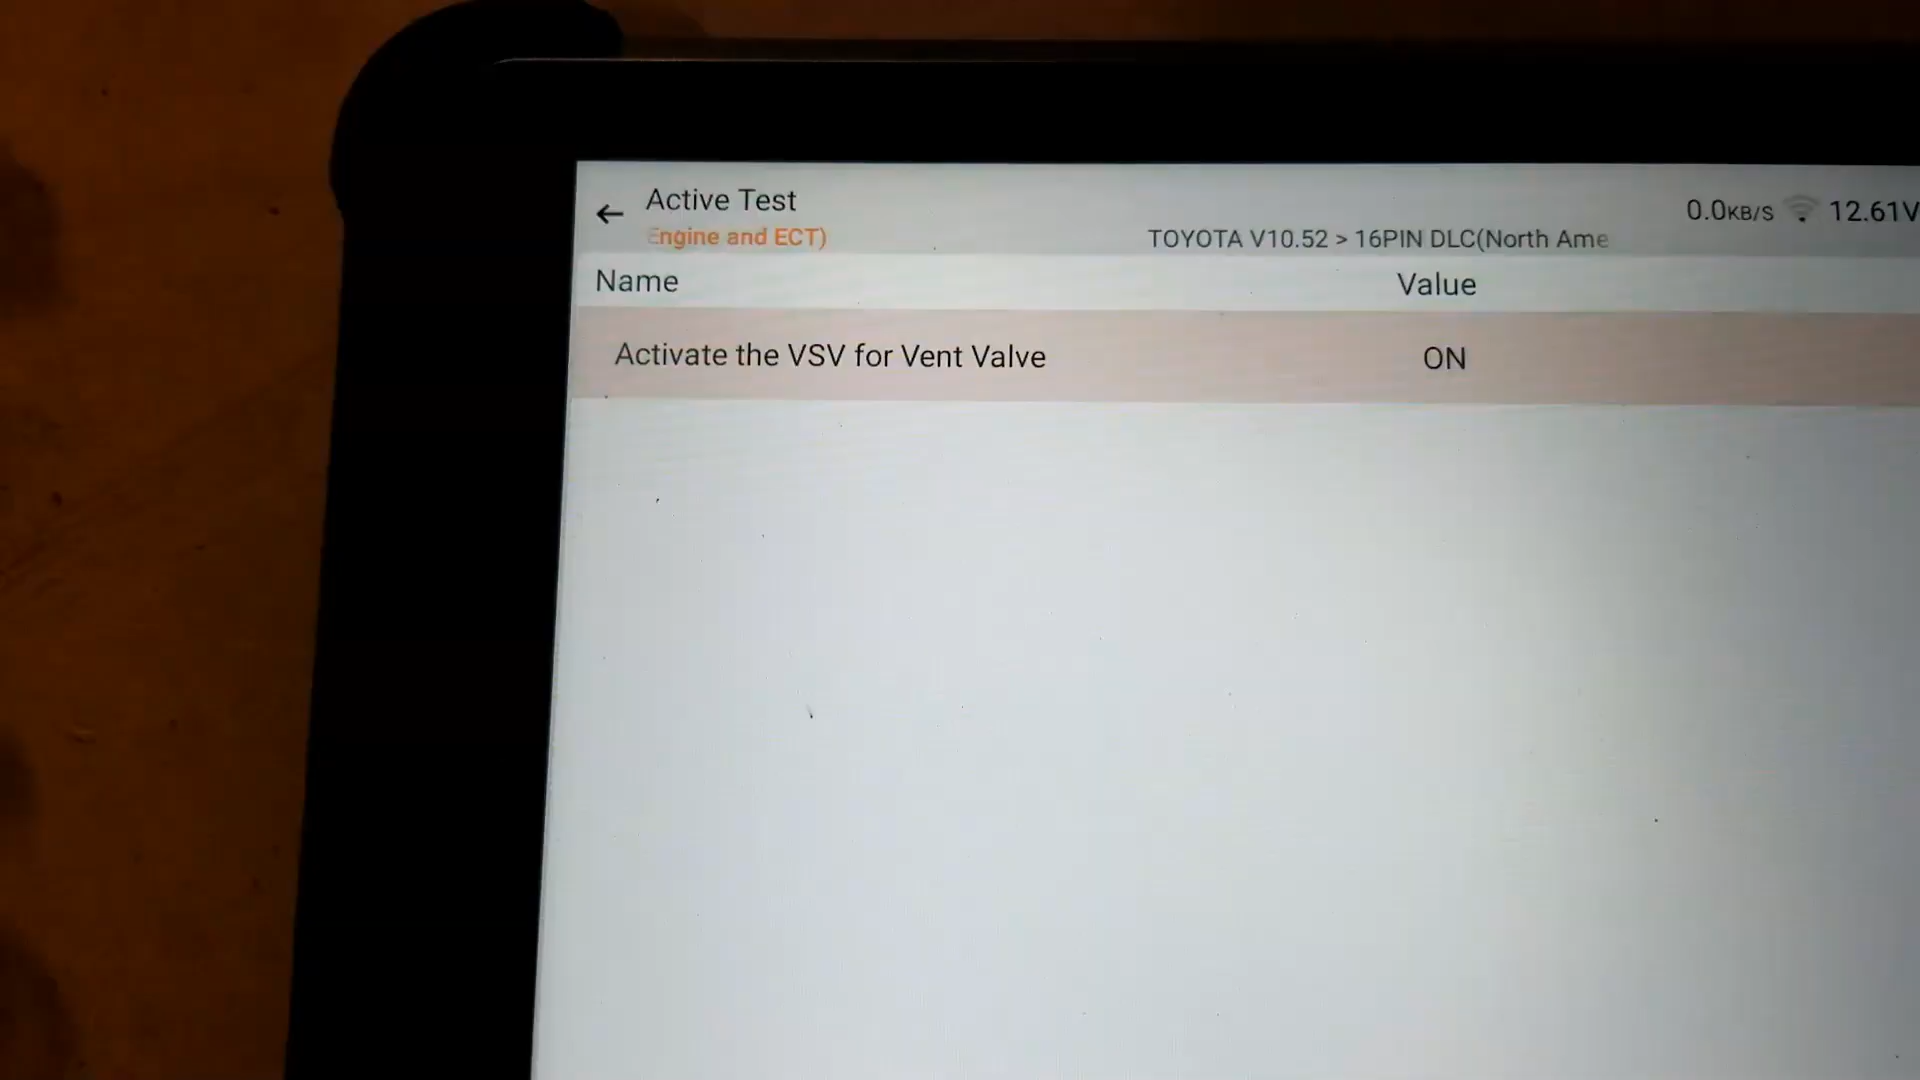 Active Test
Engine and ECT)
TOYOTA V10.52 > 16PIN DLC(North Ame
0.0KB/S
12.61V
Name
Value
Activate the VSV for Vent Valve
ON